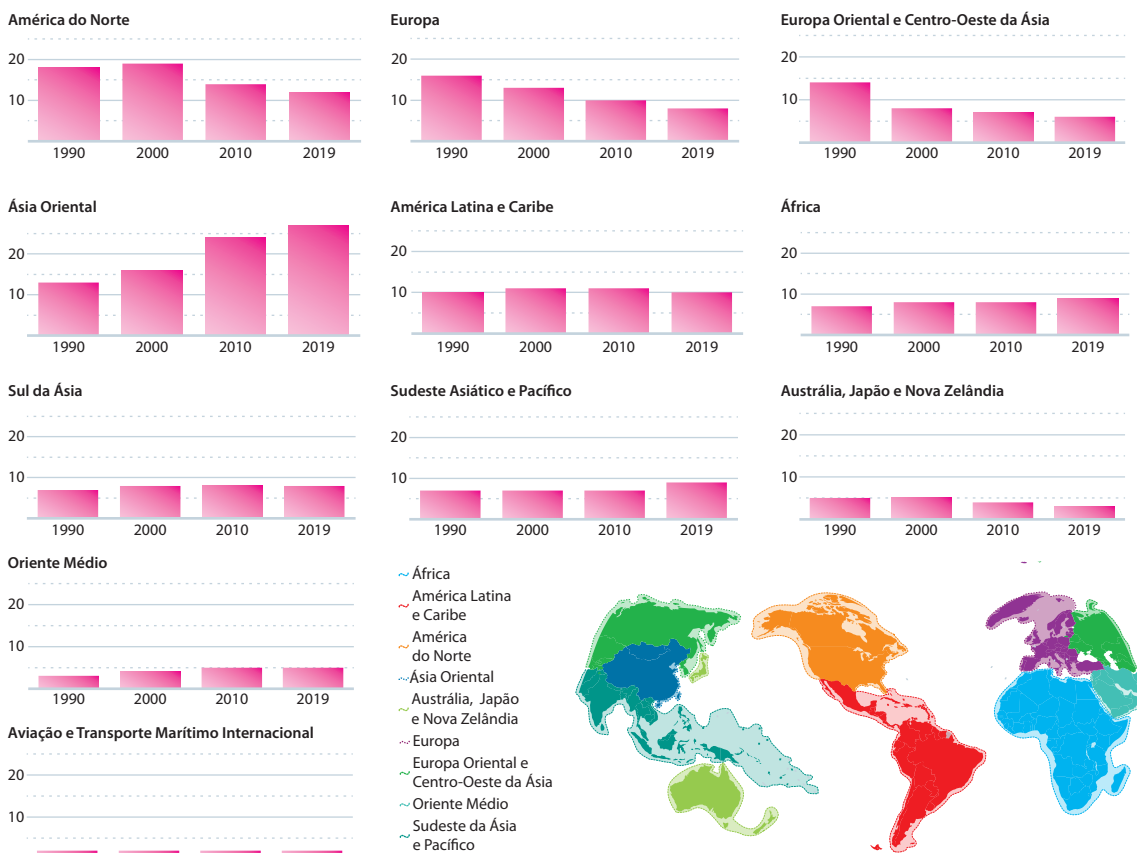 América do Norte
20
10
1990 2000 2010 2019
Europa
20
10
1990 2000 2010 2019
Europa Oriental e Centro-Oeste da Ásia
20
10
1990 2000 2010 2019
Ásia Oriental
20
10
1990 2000 2010 2019
América Latina e Caribe
20
10
1990 2000 2010 2019
África
20
10
1990 2000 2010 2019
Sul da Ásia
20
10
1990 2000 2010 2019
Sudeste Asiático e Pacífico
20
10
1990 2000 2010 2019
Austrália, Japão e Nova Zelândia
20
10
1990 2000 2010 2019
Oriente Médio
20
10
1990 2000 2010 2019
Aviação e Transporte Marítimo Internacional
20
10
África
América Latina
e Caribe
América
do Norte
Ásia Oriental
Austrália, Japão
e Nova Zelândia
Europa
Europa Oriental e
Centro-Oeste da Ásia
Oriente Médio
Sudeste da Ásia
e Pacífico